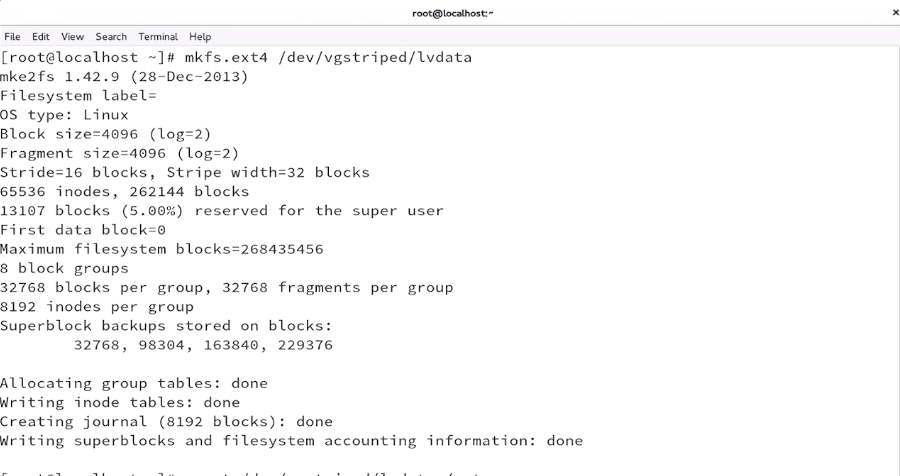 root@localhost:~
×
File Edit View Search Terminal Help
[root@localhost ~]# mkfs.ext4 /dev/vgstriped/lvdata
mke2fs 1.42.9 (28-Dec-2013)
Filesystem label=
OS type: Linux
Block size=4096 (log=2)
Fragment size=4096 (log=2)
Stride=16 blocks, Stripe width=32 blocks
65536 inodes, 262144 blocks
13107 blocks (5.00%) reserved for the super user
First data block=0
Maximum filesystem blocks=268435456
8 block groups
32768 blocks per group, 32768 fragments per group
8192 inodes per group
Superblock backups stored on blocks:
        32768, 98304, 163840, 229376
Allocating group tables: done
Writing inode tables: done
Creating journal (8192 blocks): done
Writing superblocks and filesystem accounting information: done